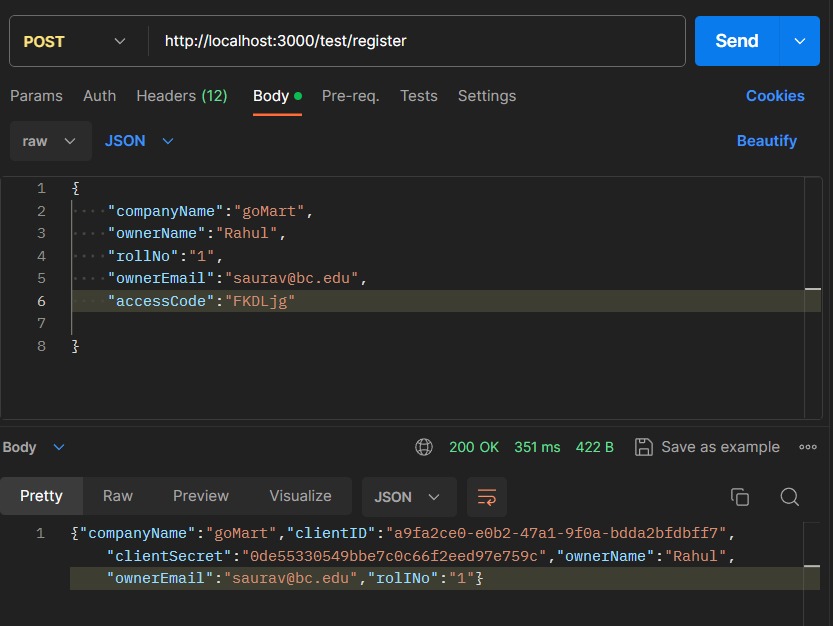 POST http://localhost:3000/test/register Send
Params Auth Headers (12) Body Pre-req. Tests Settings Cookies
raw JSON Beautify
1 {
2 ····"companyName":"goMart",
3 ····"ownerName":"Rahul",
4 ····"rollNo":"1",
5 ····"ownerEmail":"saurav@bc.edu",
6 ····"accessCode":"FKDLjg"
7
8 }
Body 200 OK 351 ms 422 B Save as example
Pretty Raw Preview Visualize JSON
1 {"companyName":"goMart","clientID":"a9fa2ce0-e0b2-47a1-9f0a-bdda2bfdbff7",
"clientSecret":"0de55330549bbe7c0c66f2eed97e759c","ownerName":"Rahul",
"ownerEmail":"saurav@bc.edu","rolINo":"1"}